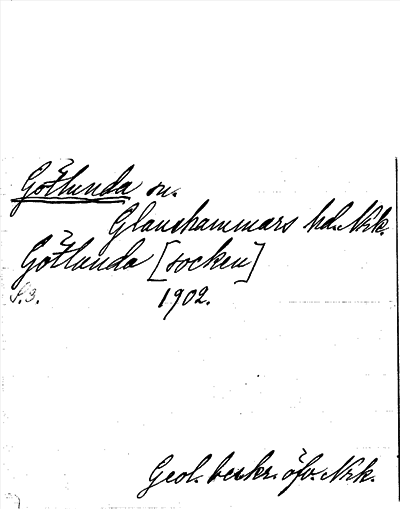 Götlunda sn.
Glanshammars hd. Nrk.
Götlunda [socken]
S. 3. 1902.
Geol. beskr. öfv. Nrk.